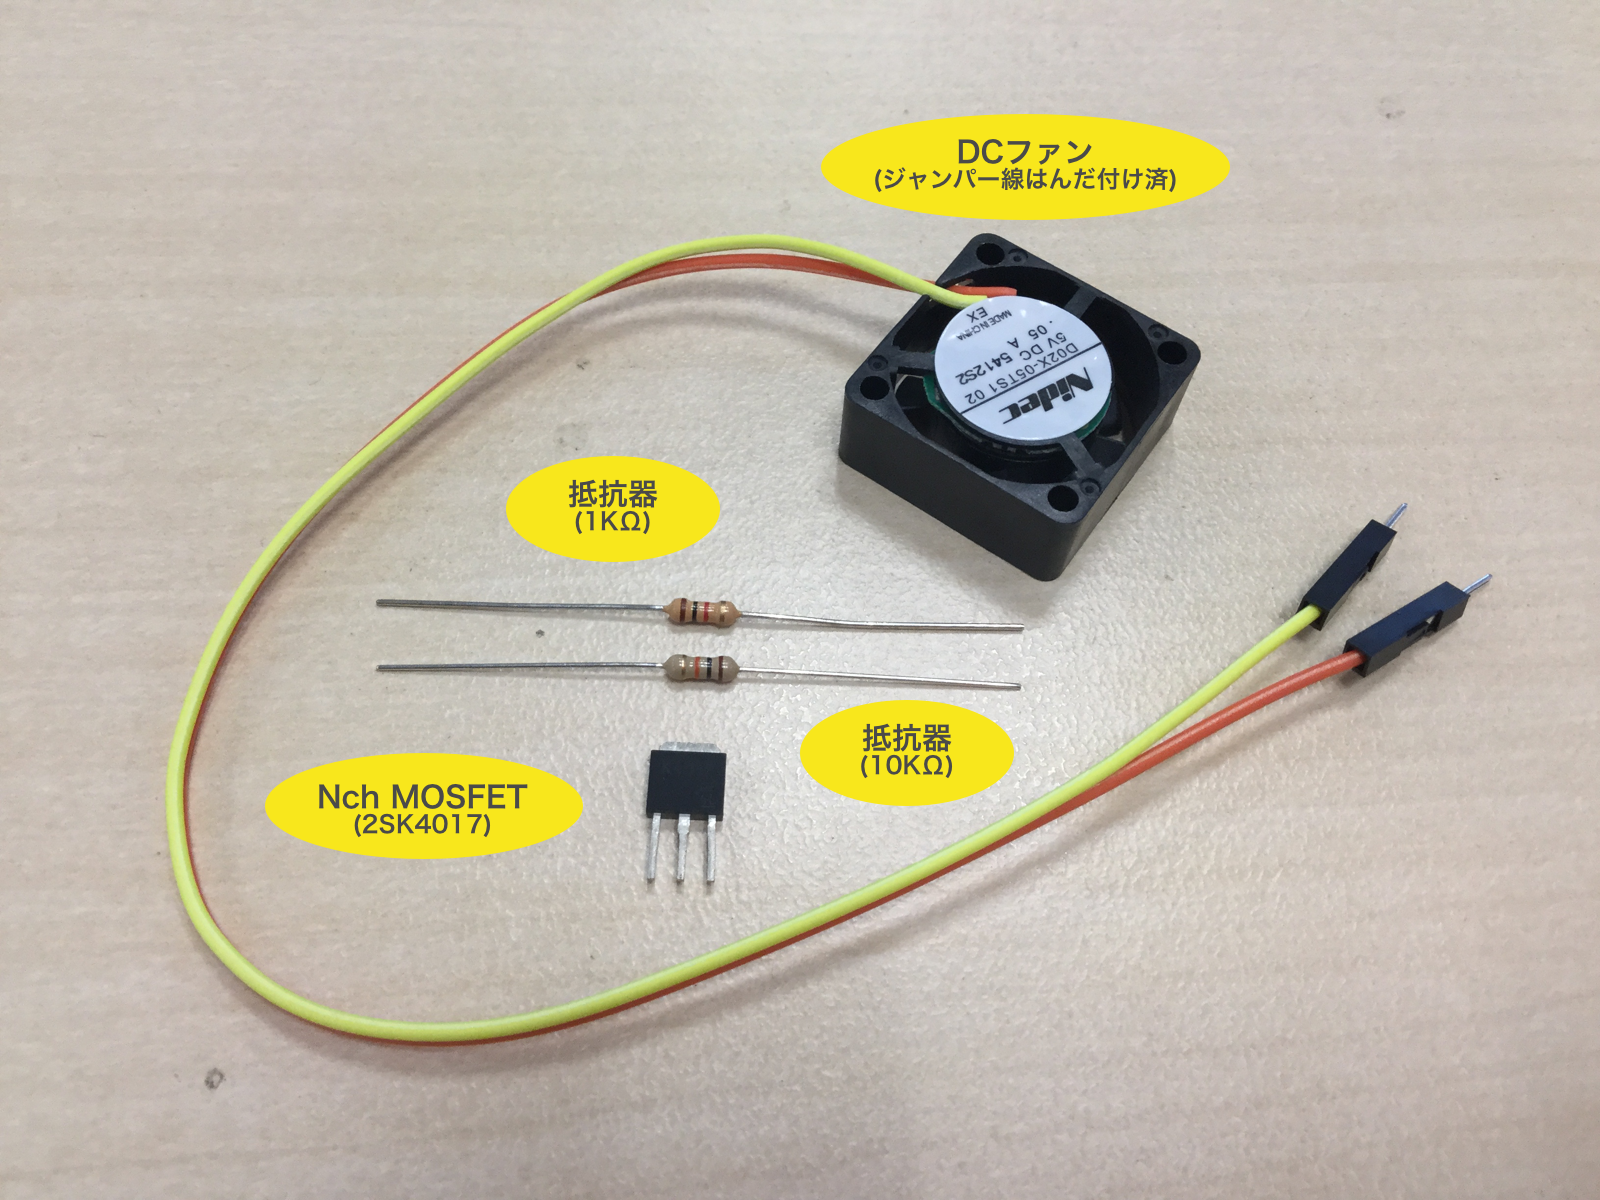 DCファン
(ジャンパー線はんだ付け済)
EX
MADE IN CHINA
.05 A
5V DC 5412S2
D02X-05TS1 02
Nidec
抵抗器
(1KΩ)
抵抗器
(10KΩ)
Nch MOSFET
(2SK4017)